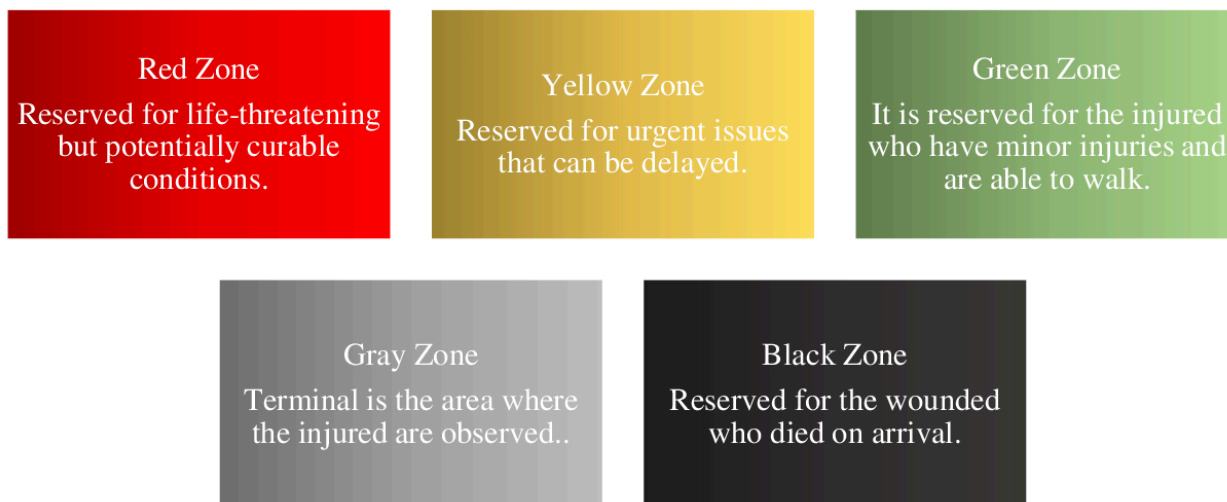 Red Zone
Reserved for life-threatening
but potentially curable
conditions.
Yellow Zone
Reserved for urgent issues
that can be delayed.
Green Zone
It is reserved for the injured
who have minor injuries and
are able to walk.
Gray Zone
Terminal is the area where
the injured are observed..
Black Zone
Reserved for the wounded
who died on arrival.